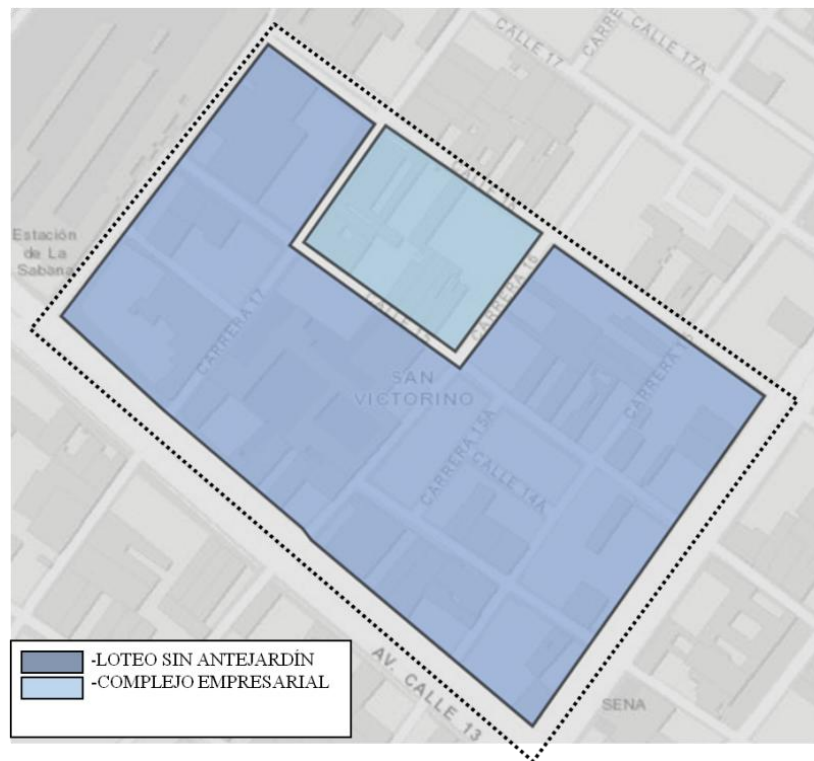 CALLE 17
CARRE
CALLE 17A
Estación
de La
Sabana
CARRERA 16
CARRERA 17
SAN
VICTORINO
CARRERA 15A
CALLE 14A
-LOTEO SIN ANTEJARDÍN
-COMPLEJO EMPRESARIAL
AV. CALLE 13
SENA